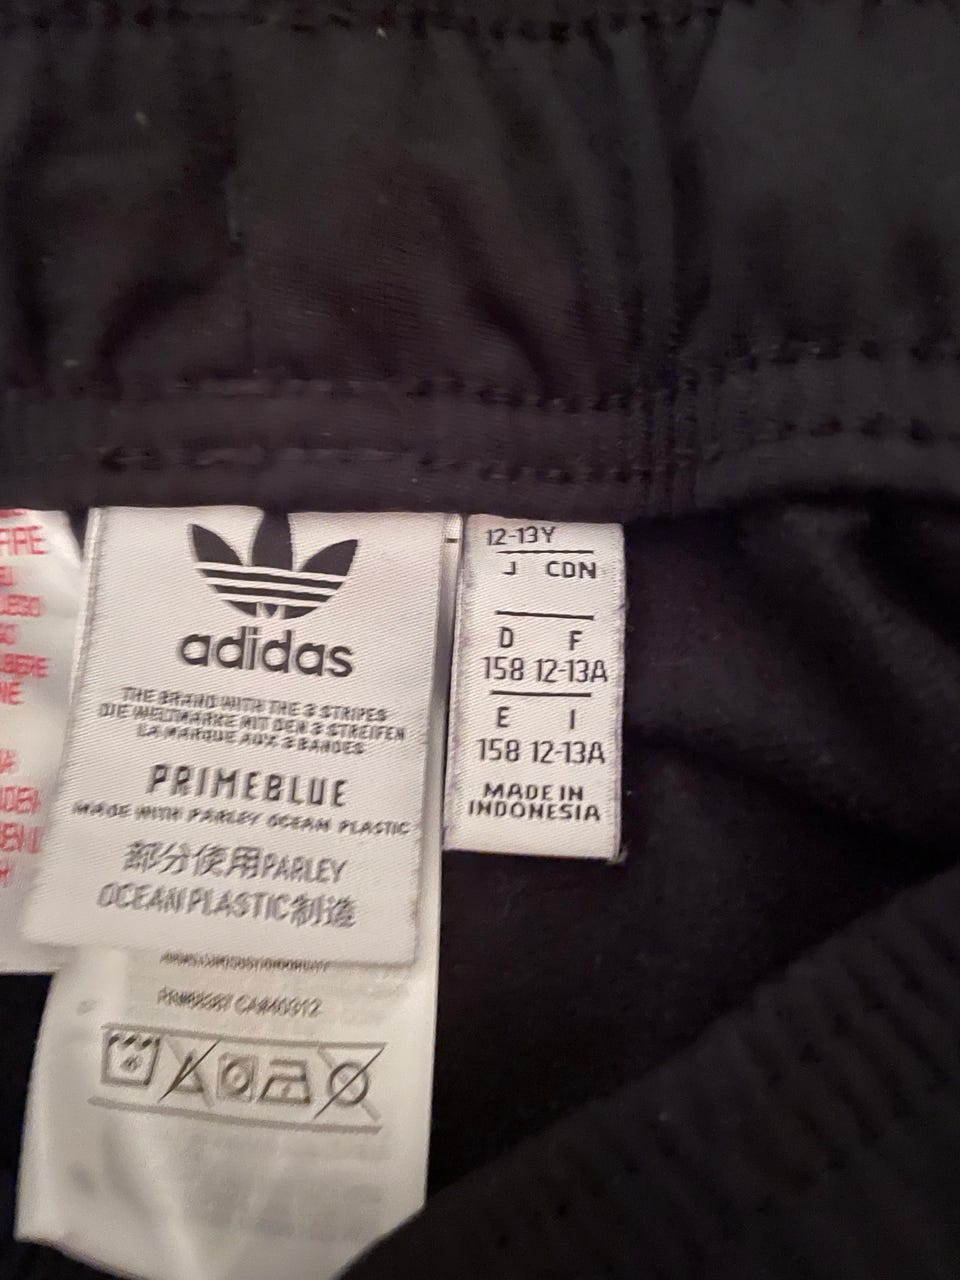 adidas
THE BRAND WITH THE 3 STRIPES
DIE WELTMARKE MIT DEN 3 STREIFEN
LA MARQUE AUX 3 BANDES
PRIMEBLUE
MADE WITH PARLEY OCEAN PLASTIC
部分使用PARLEY
OCEAN PLASTIC制造
12-13Y
J CDN
D F
158 12-13A
E I
158 12-13A
MADE IN
INDONESIA